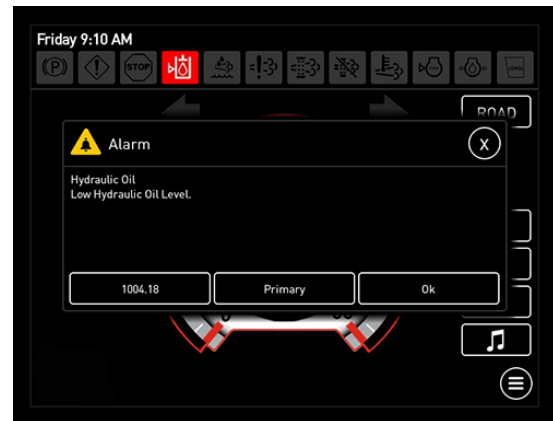 Friday 9:10 AM
STOP
ROAD
Alarm
X
Hydraulic Oil
Low Hydraulic Oil Level.
1004.18
Primary
Ok